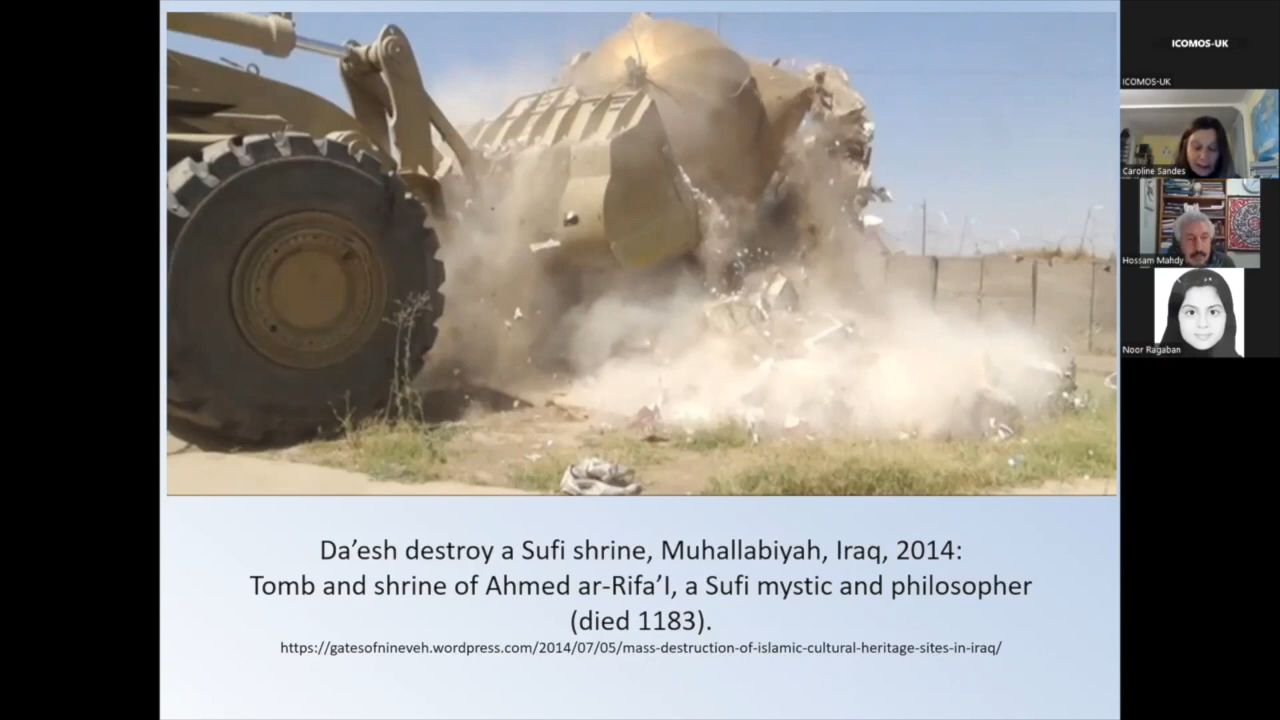 Da’esh destroy a Sufi shrine, Muhallabiyah, Iraq, 2014:
Tomb and shrine of Ahmed ar-Rifa’I, a Sufi mystic and philosopher
(died 1183).
https://gatesofnineveh.wordpress.com/2014/07/05/mass-destruction-of-islamic-cultural-heritage-sites-in-iraq/
ICOMOS-UK
ICOMOS-UK
Caroline Sandes
Hossam Mahdy
Noor Ragaban